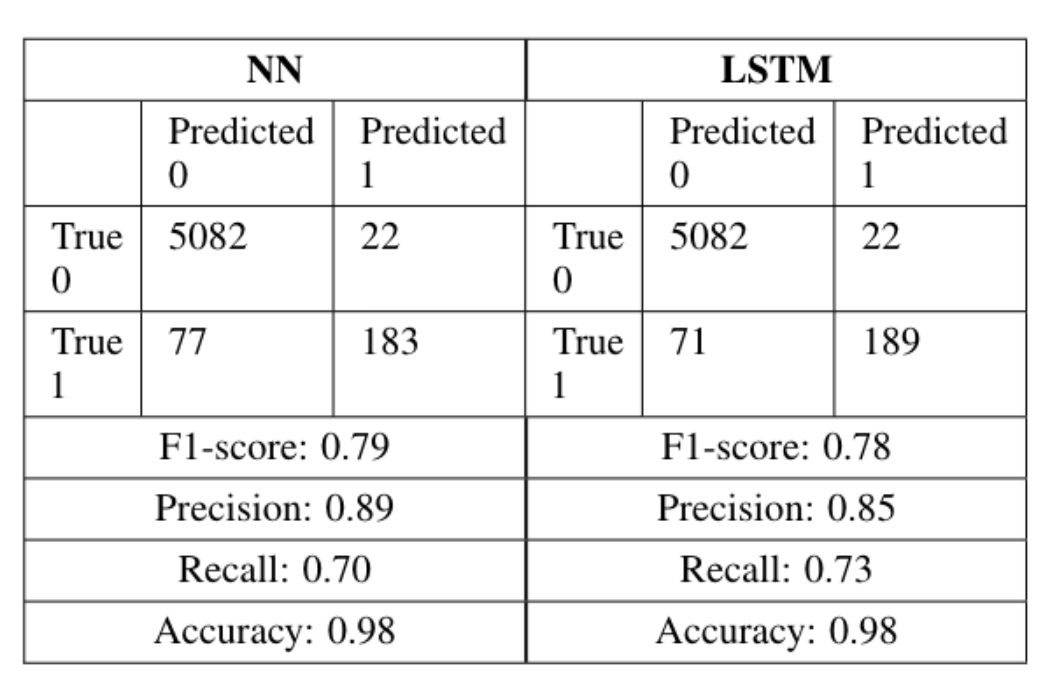 NN LSTM
Predicted 0 Predicted 1 Predicted 0 Predicted 1
True 0 5082 22 True 0 5082 22
True 1 77 183 True 1 71 189
F1-score: 0.79 F1-score: 0.78
Precision: 0.89 Precision: 0.85
Recall: 0.70 Recall: 0.73
Accuracy: 0.98 Accuracy: 0.98